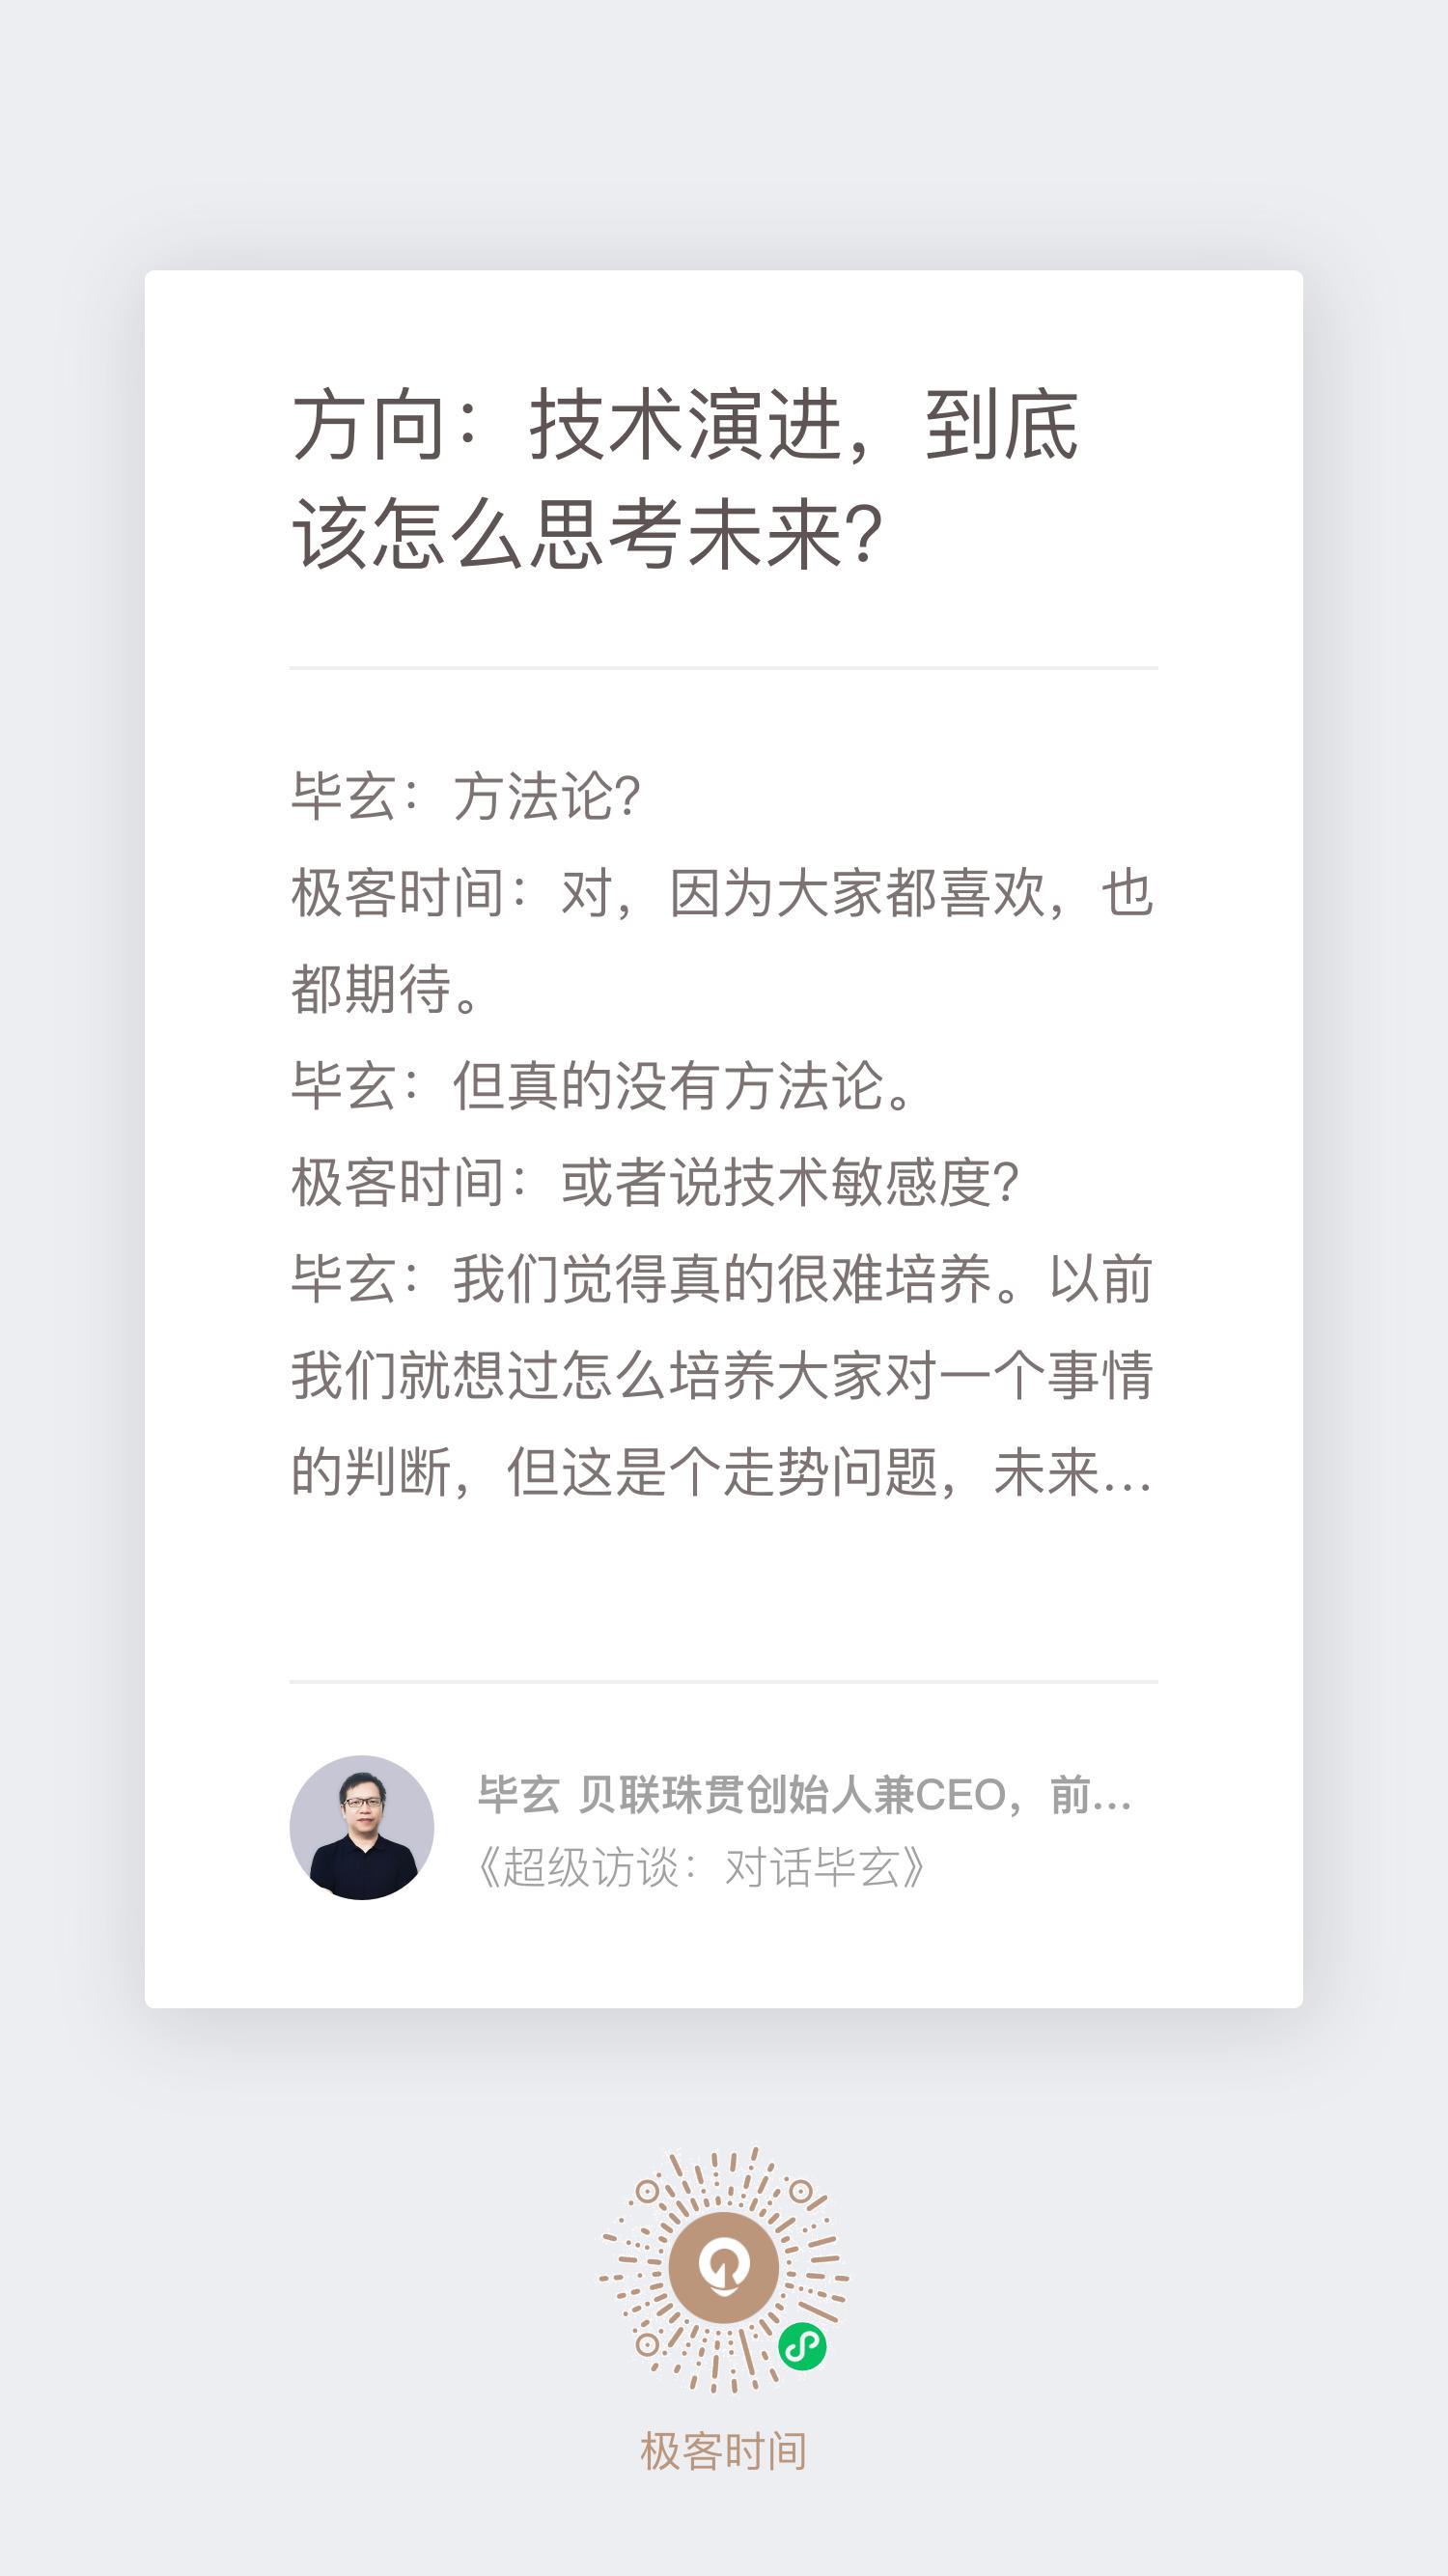 方向：技术演进，到底
该怎么思考未来？
毕玄：方法论？
极客时间：对，因为大家都喜欢，也
都期待。
毕玄：但真的没有方法论。
极客时间：或者说技术敏感度？
毕玄：我们觉得真的很难培养。以前
我们就想过怎么培养大家对一个事情
的判断，但这是个走势问题，未来...
毕玄 贝联珠贯创始人兼CEO，前...
《超级访谈：对话毕玄》
极客时间